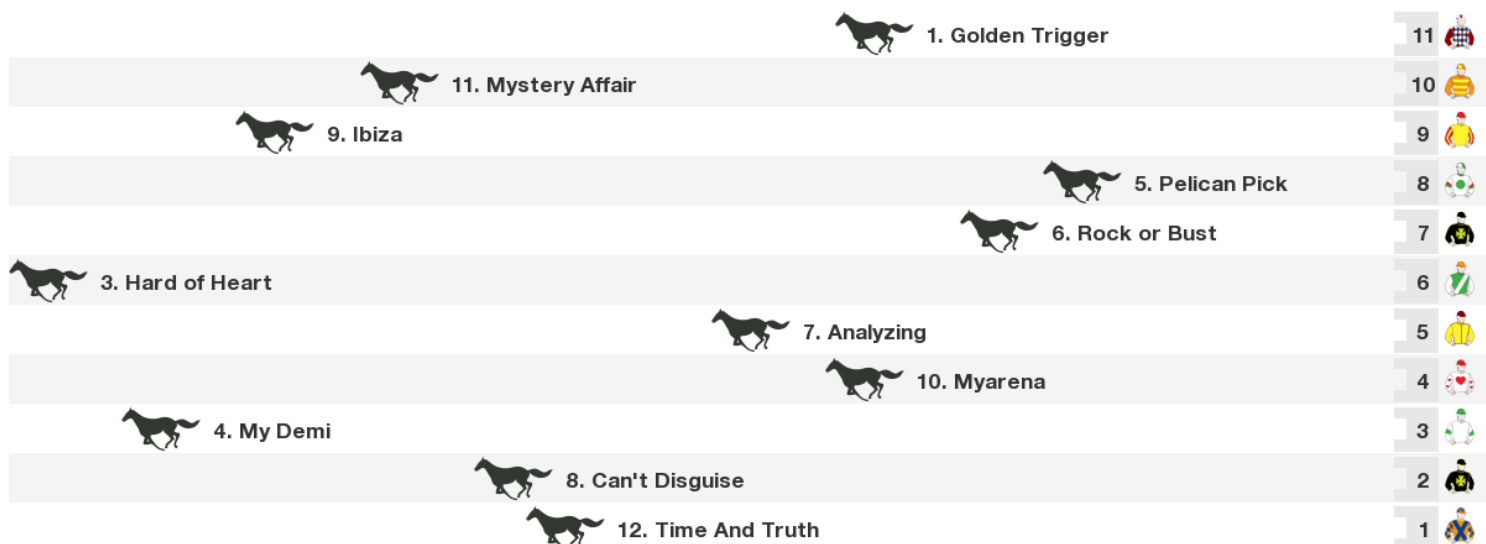 1. Golden Trigger 11
11. Mystery Affair 10
9. Ibiza 9
5. Pelican Pick 8
6. Rock or Bust 7
3. Hard of Heart 6
7. Analyzing 5
10. Myarena 4
4. My Demi 3
8. Can't Disguise 2
12. Time And Truth 1